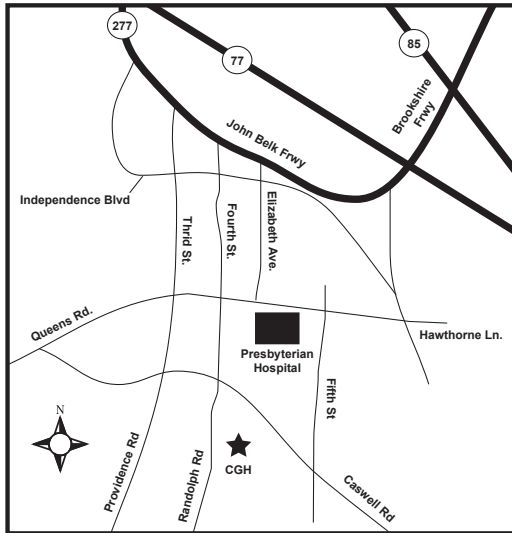 277
85
77
Brookshire
Frwy
John Belk Frwy
Independence Blvd
Thrid St.
Fourth St.
Elizabeth Ave.
Queens Rd.
Hawthorne Ln.
Presbyterian
Hospital
Fifth St
N
Providence Rd
Randolph Rd
CGH
Caswell Rd